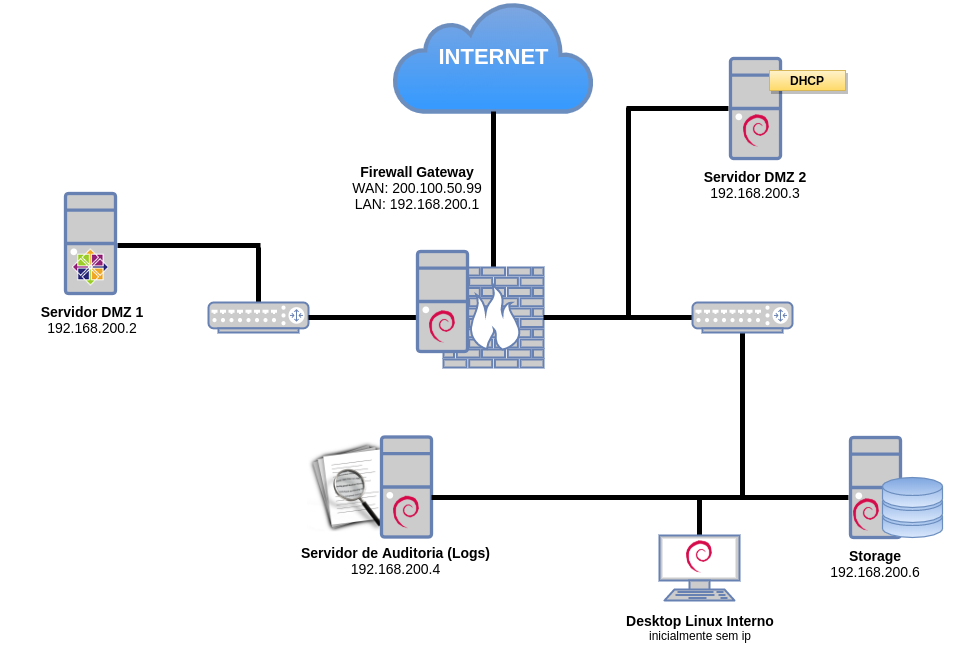 INTERNET
DHCP
Firewall Gateway
WAN: 200.100.50.99
LAN: 192.168.200.1
Servidor DMZ 2
192.168.200.3
Servidor DMZ 1
192.168.200.2
Servidor de Auditoria (Logs)
192.168.200.4
Storage
192.168.200.6
Desktop Linux Interno
inicialmente sem ip